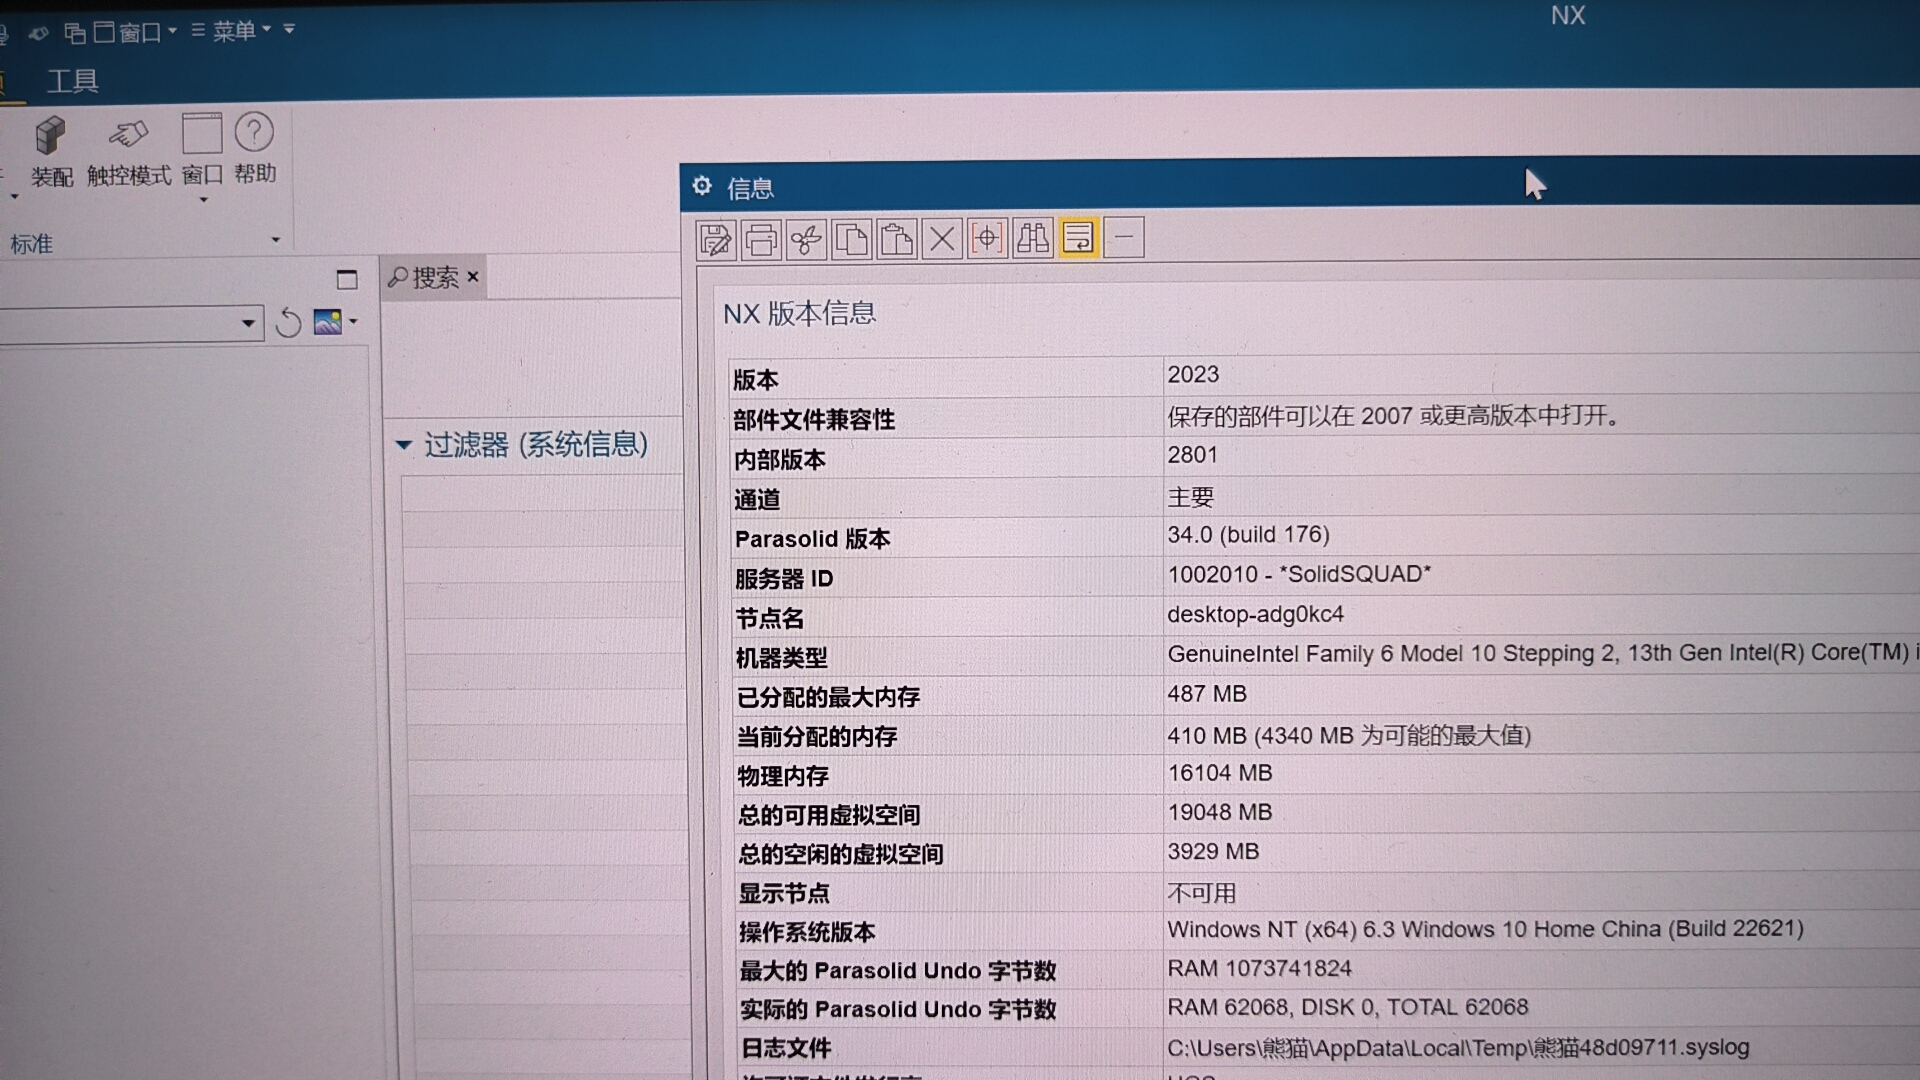 窗口 菜单
NX
工具
装配 触控模式 窗口 帮助
标准
信息
搜索
NX 版本信息
过滤器 (系统信息)
版本 2023
部件文件兼容性 保存的部件可以在 2007 或更高版本中打开。
内部版本 2801
通道 主要
Parasolid 版本 34.0 (build 176)
服务器 ID 1002010 - *SolidSQUAD*
节点名 desktop-adg0kc4
机器类型 GenuineIntel Family 6 Model 10 Stepping 2, 13th Gen Intel(R) Core(TM) i
已分配的最大内存 487 MB
当前分配的内存 410 MB (4340 MB 为可能的最大值)
物理内存 16104 MB
总的可用虚拟空间 19048 MB
总的空闲的虚拟空间 3929 MB
显示节点 不可用
操作系统版本 Windows NT (x64) 6.3 Windows 10 Home China (Build 22621)
最大的 Parasolid Undo 字节数 RAM 1073741824
实际的 Parasolid Undo 字节数 RAM 62068, DISK 0, TOTAL 62068
日志文件 C:\Users\熊猫\AppData\Local\Temp\熊猫48d09711.syslog